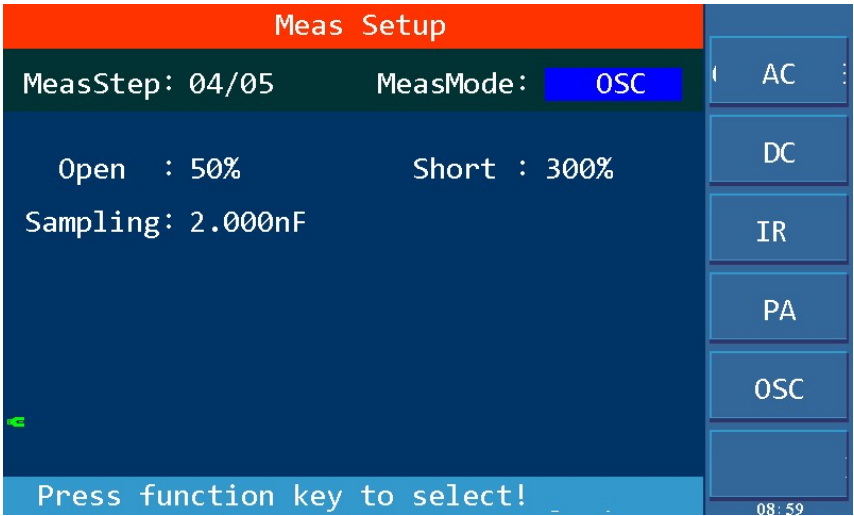 Meas Setup
MeasStep: 04/05 MeasMode: OSC
Open : 50% Short : 300%
Sampling: 2.000nF
Press function key to select!
AC
DC
IR
PA
OSC
08:59